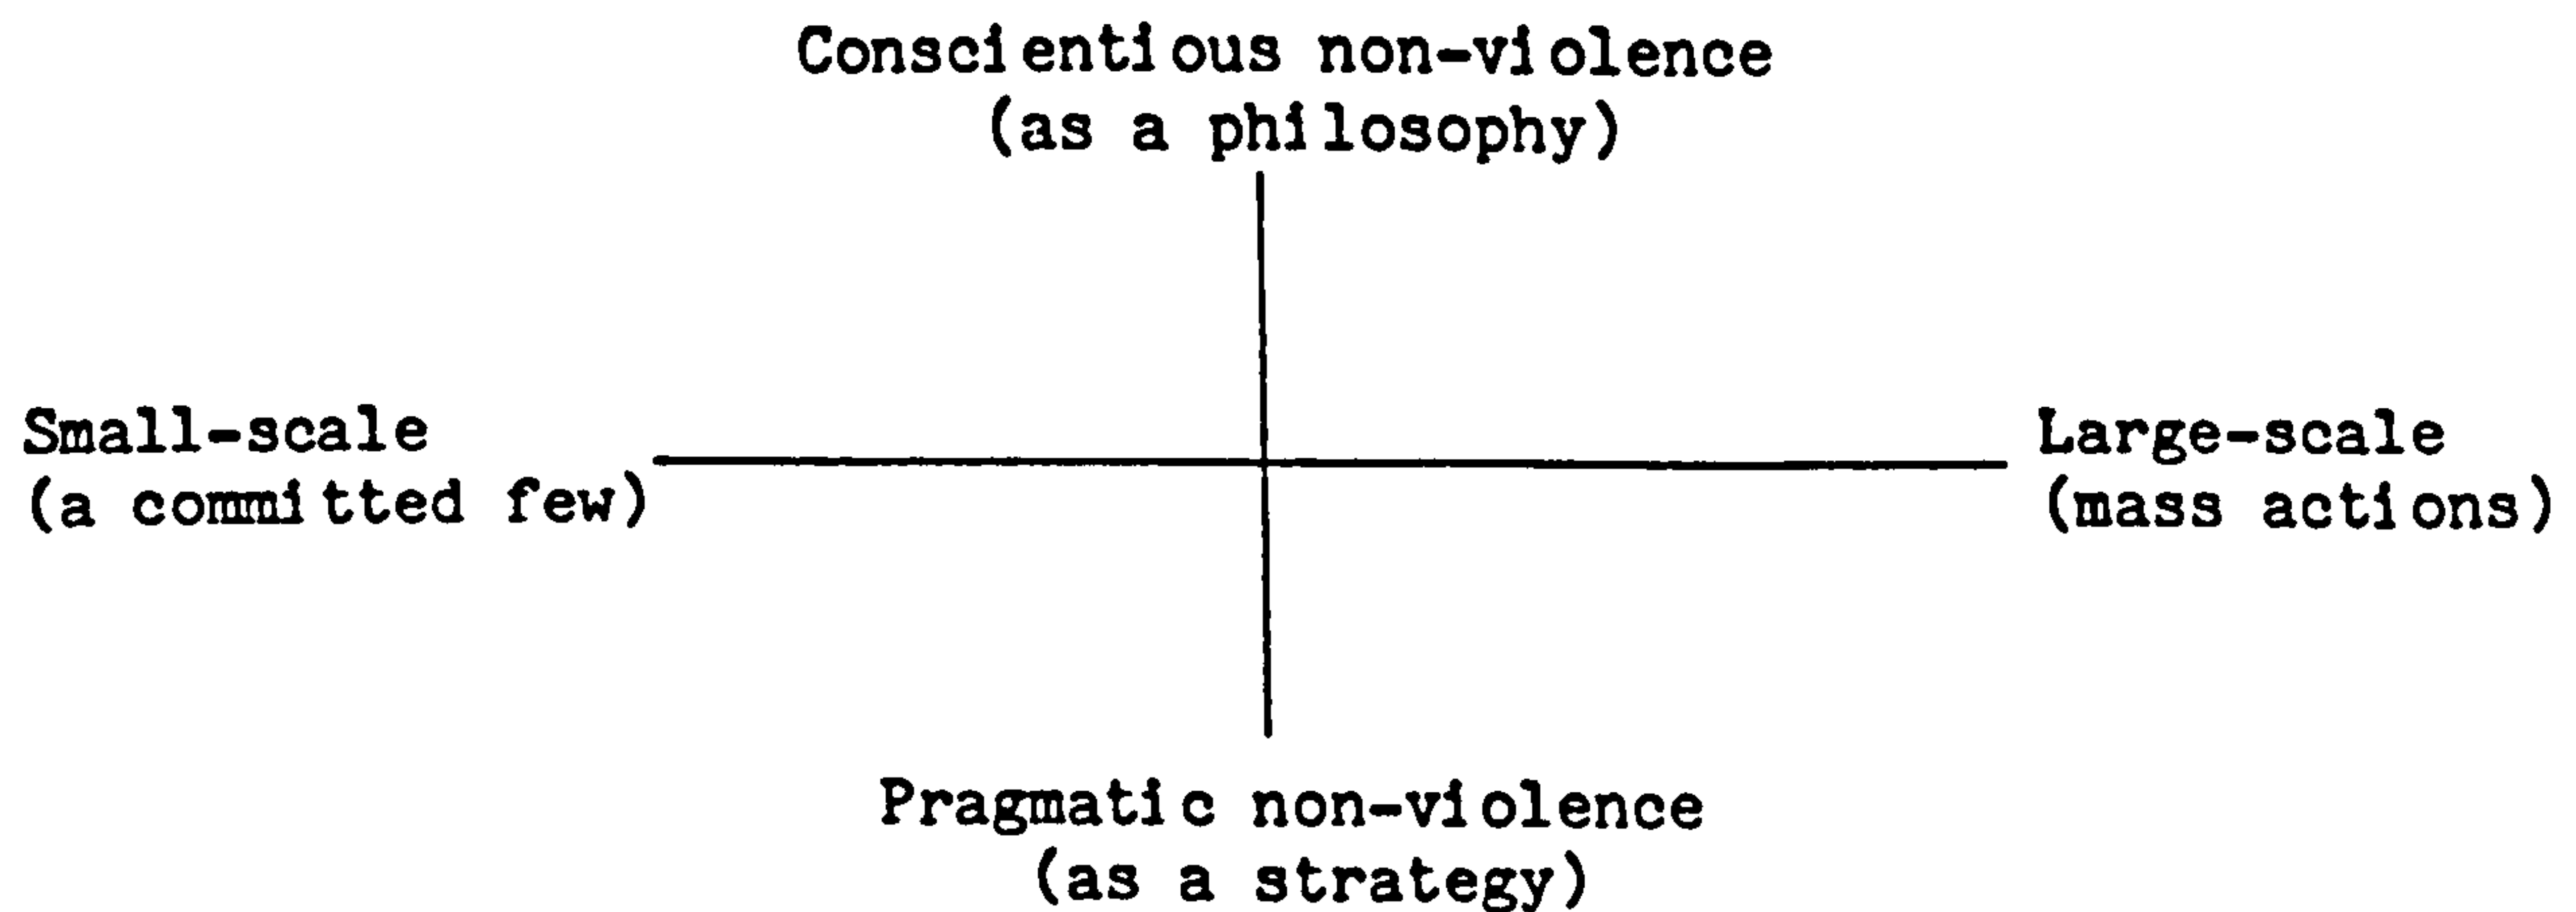 Conscientious non-violence
(as a philosophy)
Small-scale
(a committed few)
Large-scale
(mass actions)
Pragmatic non-violence
(as a strategy)